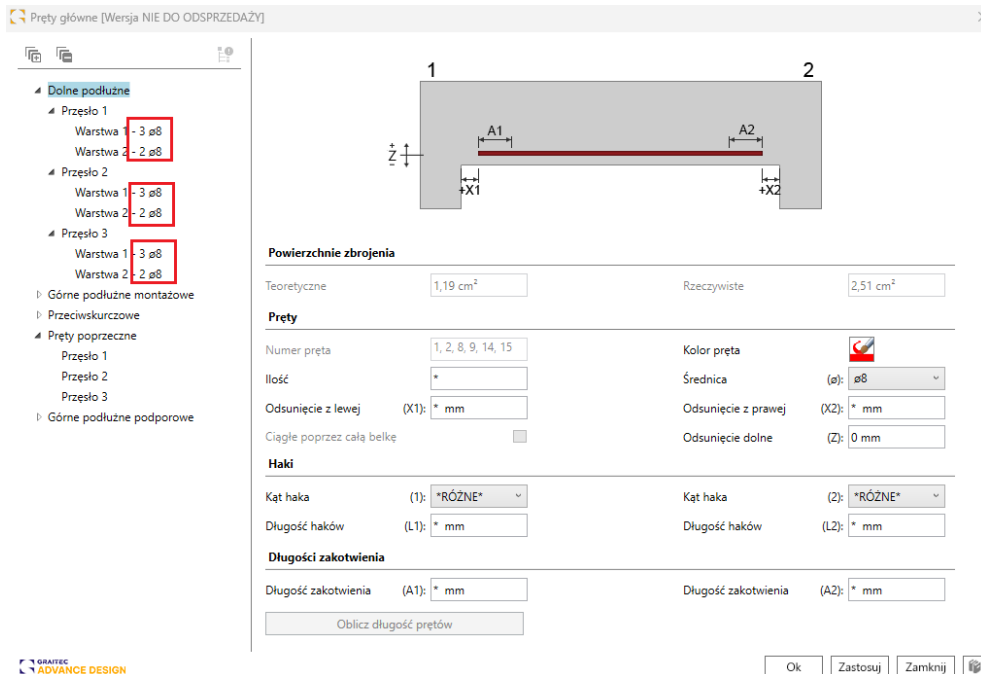 Pręty główne [Wersja NIE DO ODSPRZEDAŻY]
Dolne podłużne
Przęsło 1
Warstwa 1 - 3 ø8
Warstwa 2 - 2 ø8
Przęsło 2
Warstwa 1 - 3 ø8
Warstwa 2 - 2 ø8
Przęsło 3
Warstwa 1 - 3 ø8
Warstwa 2 - 2 ø8
Górne podłużne montażowe
Przeciwskurczowe
Pręty poprzeczne
Przęsło 1
Przęsło 2
Przęsło 3
Górne podłużne podporowe
1 2
A1 A2
+ Z -
+X1 +X2
Powierzchnie zbrojenia
Teoretyczne 1,19 cm² Rzeczywiste 2,51 cm²
Pręty
Numer pręta 1, 2, 8, 9, 14, 15 Kolor pręta
Ilość * Średnica (ø): ø8
Odsunięcie z lewej (X1): * mm Odsunięcie z prawej (X2): * mm
Ciągłe poprzez całą belkę Odsunięcie dolne (Z): 0 mm
Haki
Kąt haka (1): *RÓŻNE* Kąt haka (2): *RÓŻNE*
Długość haków (L1): * mm Długość haków (L2): * mm
Długości zakotwienia
Długość zakotwienia (A1): * mm Długość zakotwienia (A2): * mm
Oblicz długość prętów
GRAITEC
ADVANCE DESIGN
Ok Zastosuj Zamknij